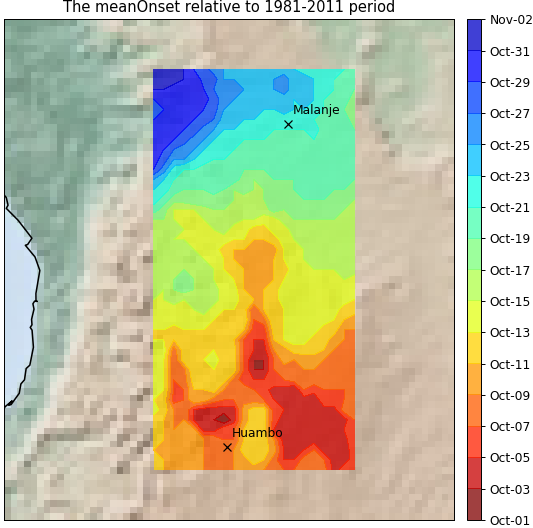 The meanOnset relative to 1981-2011 period
Nov-02
Oct-31
Oct-29
Malanje
Oct-27
Oct-25
Oct-23
Oct-21
Oct-19
Oct-17
Oct-15
Oct-13
Oct-11
Oct-09
Oct-07
Huambo
Oct-05
Oct-03
Oct-01